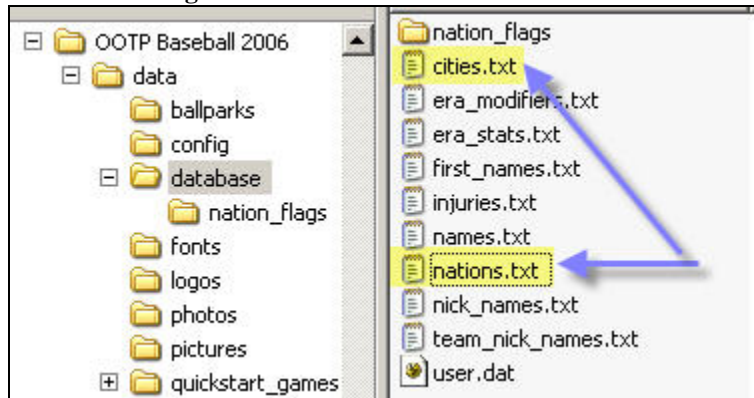 OOTP Baseball 2006
data
ballparks
config
database
nation_flags
fonts
logos
photos
pictures
quickstart_games
nation_flags
cities.txt
era_modifiers.txt
era_stats.txt
first_names.txt
injuries.txt
names.txt
nations.txt
nick_names.txt
team_nick_names.txt
user.dat